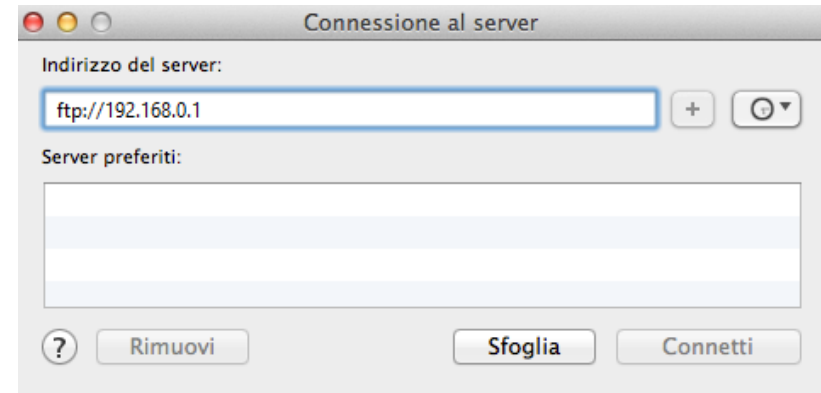 Connessione al server
Indirizzo del server:
ftp://192.168.0.1
+
Server preferiti:
? Rimuovi Sfoglia Connetti